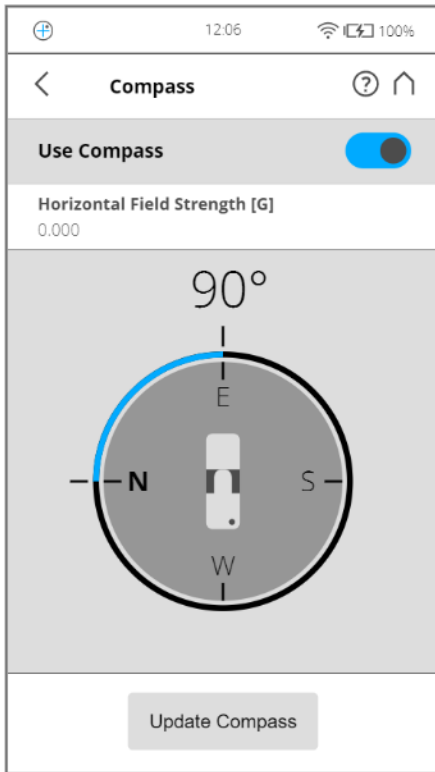 12:06
100%
Compass
Use Compass
Horizontal Field Strength [G]
0.000
90°
E
N
S
W
Update Compass